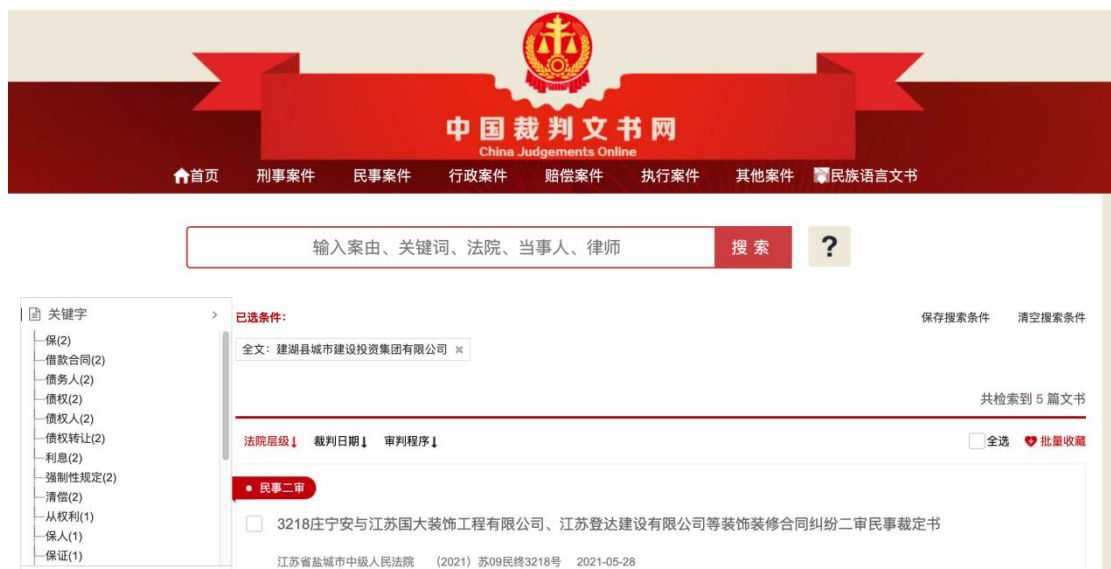 中国裁判文书网
China Judgements Online
首页 刑事案件 民事案件 行政案件 赔偿案件 执行案件 其他案件 民族语言文书
输入案由、关键词、法院、当事人、律师 搜索 ?
关键字 >
保(2)
借款合同(2)
债务人(2)
债权(2)
债权人(2)
债权转让(2)
利息(2)
强制性规定(2)
清偿(2)
从权利(1)
保人(1)
保证(1)
已选条件: 保存搜索条件 清空搜索条件
全文：建湖县城市建设投资集团有限公司 ×
共检索到 5 篇文书
法院层级↓ 裁判日期↓ 审判程序↓ 全选 批量收藏
民事二审
3218庄宁安与江苏国大装饰工程有限公司、江苏登达建设有限公司等装饰装修合同纠纷二审民事裁定书
江苏省盐城市中级人民法院 （2021）苏09民终3218号 2021-05-28